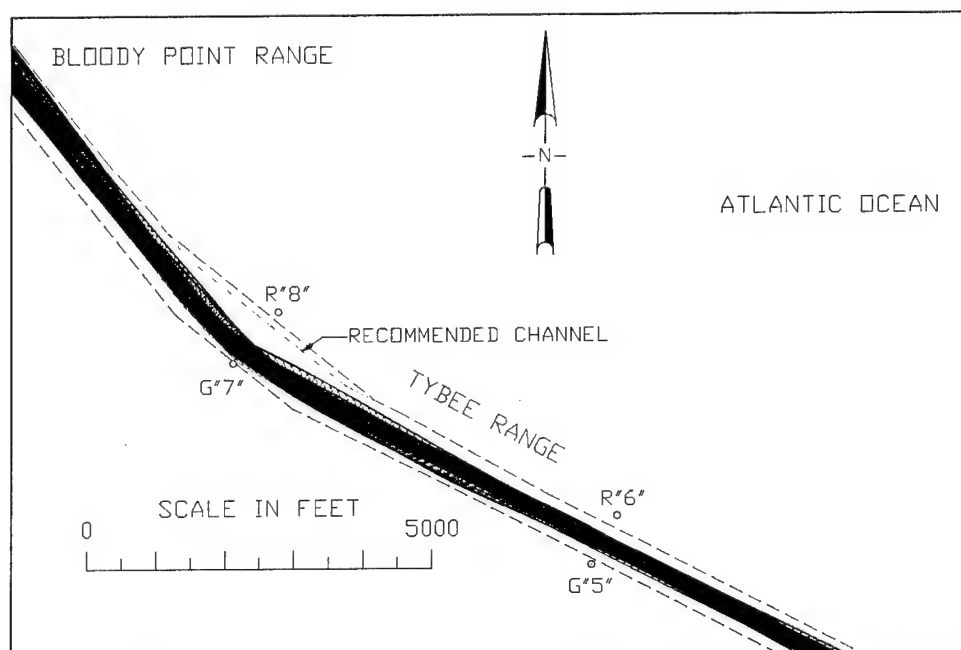 BLOODY POINT RANGE
N
ATLANTIC OCEAN
R"8"
RECOMMENDED CHANNEL
G"7"
TYBEE RANGE
SCALE IN FEET
0 5000
R"6"
G"5"